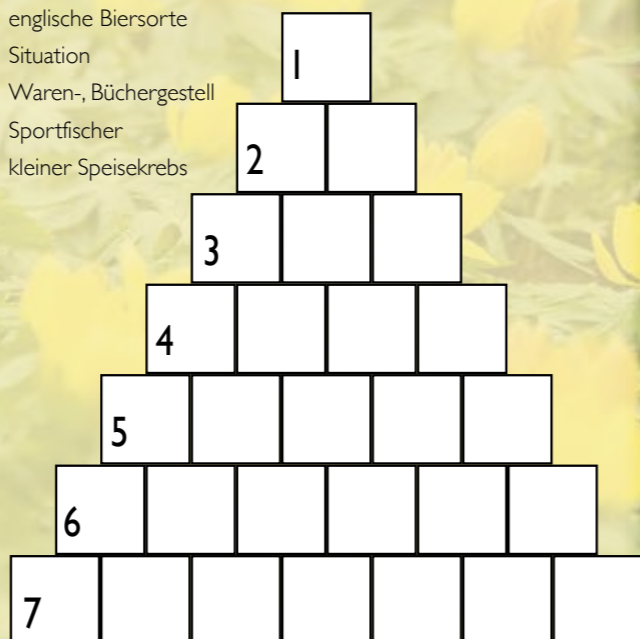 englische Biersorte
Situation
Waren-, Büchergestell
Sportfischer
kleiner Speisekrebs
1
2
3
4
5
6
7